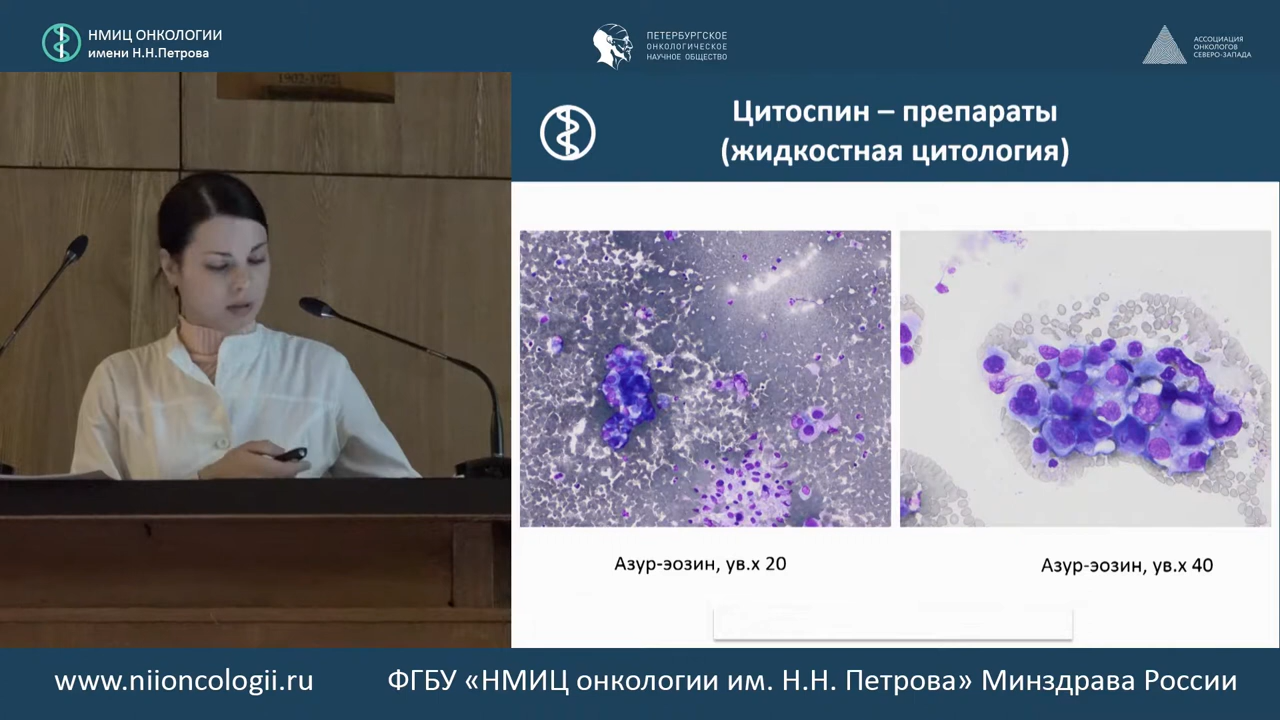 НМИЦ ОНКОЛОГИИ
имени Н.Н.Петрова
ПЕТЕРБУРГСКОЕ
ОНКОЛОГИЧЕСКОЕ
НАУЧНОЕ ОБЩЕСТВО
АССОЦИАЦИЯ
ОНКОЛОГОВ
СЕВЕРО-ЗАПАДА
Цитоспин – препараты
(жидкостная цитология)
Азур-эозин, ув.х 20
Азур-эозин, ув.х 40
www.niioncologii.ru
ФГБУ «НМИЦ онкологии им. Н.Н. Петрова» Минздрава России